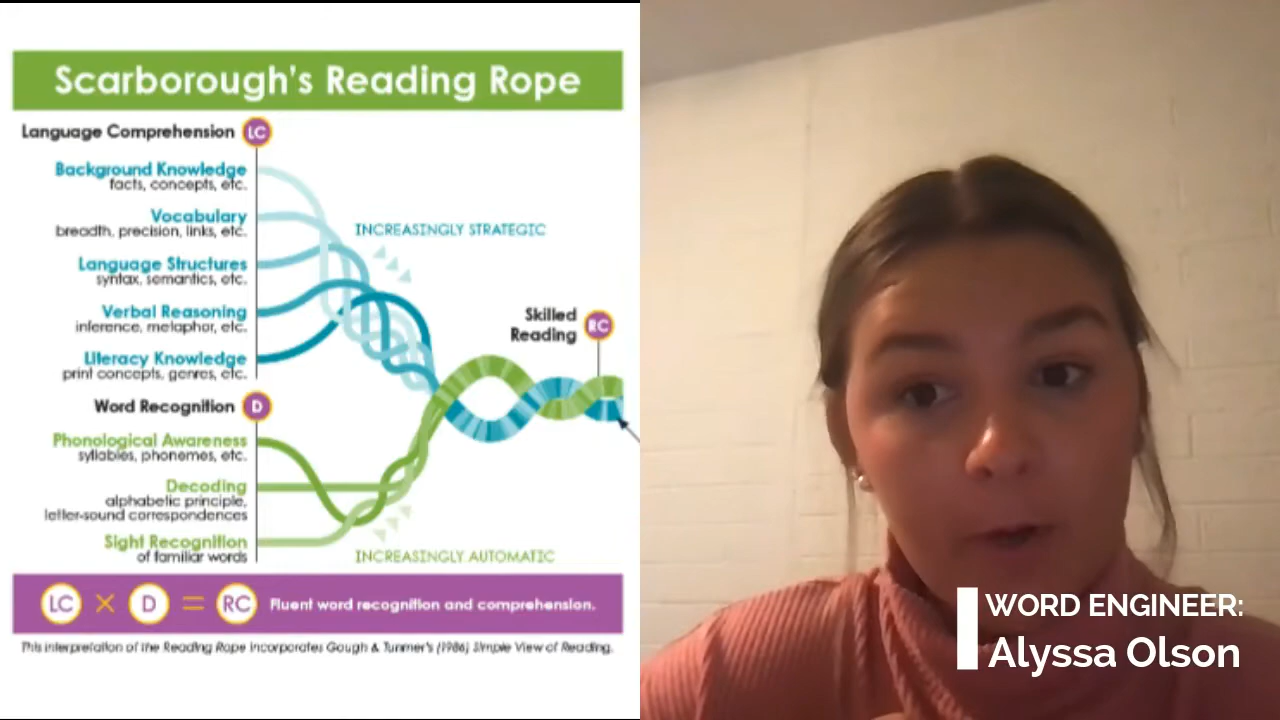 Scarborough's Reading Rope
Language Comprehension LC
Background Knowledge
facts, concepts, etc.
Vocabulary
breadth, precision, links, etc.
INCREASINGLY STRATEGIC
Language Structures
syntax, semantics, etc.
Verbal Reasoning
inference, metaphor, etc.
Skilled
Reading
RC
Literacy Knowledge
print concepts, genres, etc.
Word Recognition D
Phonological Awareness
syllables, phonemes, etc.
Decoding
alphabetic principle,
letter-sound correspondences
Sight Recognition
of familiar words
INCREASINGLY AUTOMATIC
LC × D = RC Fluent word recognition and comprehension.
This interpretation of the Reading Rope incorporates Gough & Tunmer's (1986) Simple View of Reading.
WORD ENGINEER:
Alyssa Olson